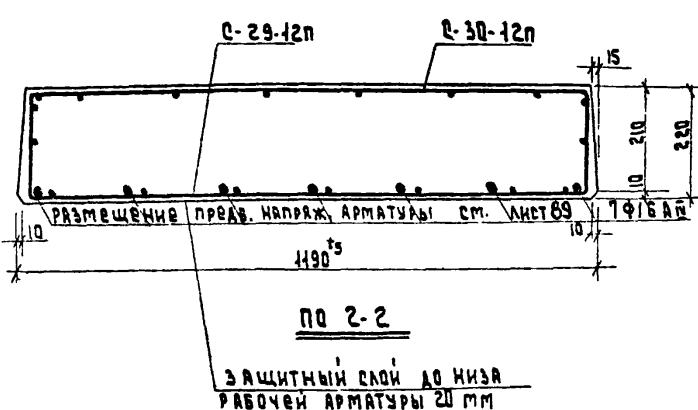 С-29-12п
С-30-12п
15
210
220
10
РАЗМЕЩЕНИЕ ПРЕДВ. НАПРЯЖ. АРМАТУРЫ СМ. ЛИСТ 89
7Ф16АIV
10
10
1190±5
ПО 2-2
ЗАЩИТНЫЙ СЛОЙ ДО НИЗА
РАБОЧЕЙ АРМАТУРЫ 20 ММ